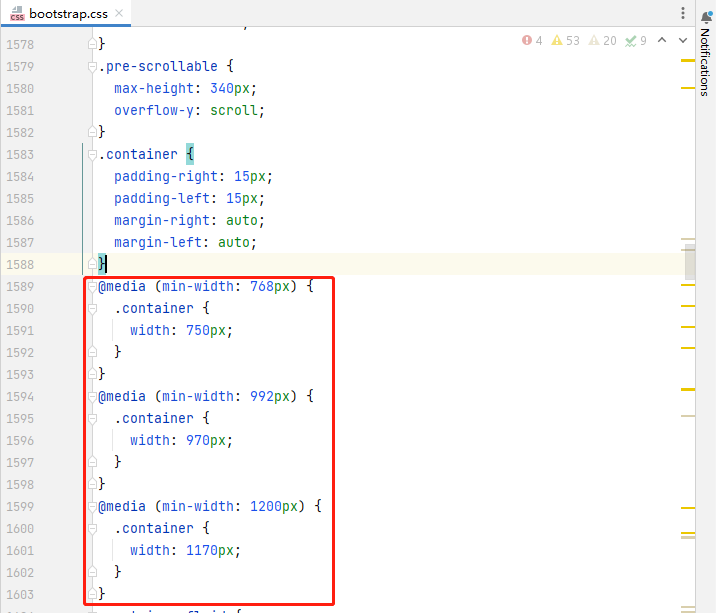 bootstrap.css
CSS
4 53 20 9
Notifications
1578 }
1579 .pre-scrollable {
1580 max-height: 340px;
1581 overflow-y: scroll;
1582 }
1583 .container {
1584 padding-right: 15px;
1585 padding-left: 15px;
1586 margin-right: auto;
1587 margin-left: auto;
1588 }
1589 @media (min-width: 768px) {
1590 .container {
1591 width: 750px;
1592 }
1593 }
1594 @media (min-width: 992px) {
1595 .container {
1596 width: 970px;
1597 }
1598 }
1599 @media (min-width: 1200px) {
1600 .container {
1601 width: 1170px;
1602 }
1603 }